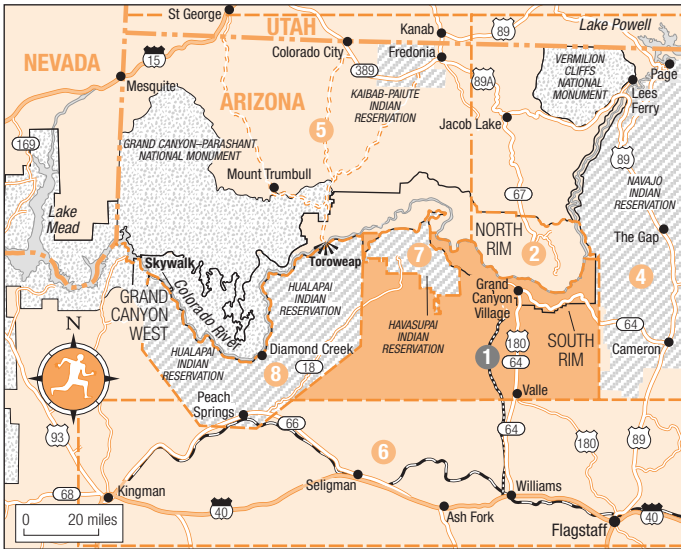 St George
UTAH
Kanab
89
Lake Powell
NEVADA
15
Colorado City
Fredonia
389
89A
VERMILION
CLIFFS
NATIONAL
MONUMENT
Page
Lees
Ferry
Mesquite
ARIZONA
KAIBAB-PAIUTE
INDIAN
RESERVATION
Jacob Lake
5
169
GRAND CANYON–PARASHANT
NATIONAL MONUMENT
89
Mount Trumbull
67
NAVAJO
INDIAN
RESERVATION
Lake
Mead
NORTH
RIM
2
The Gap
Skywalk
Toroweap
7
4
GRAND
CANYON
WEST
Colorado River
HUALAPAI
INDIAN
RESERVATION
Grand
Canyon
Village
HAVASUPAI
INDIAN
RESERVATION
64
N
HUALAPAI
INDIAN
RESERVATION
Diamond Creek
8
18
1
180
64
SOUTH
RIM
Cameron
Peach
Springs
Valle
93
66
64
180
89
6
68
Kingman
Seligman
Williams
40
Ash Fork
40
Flagstaff
0 20 miles